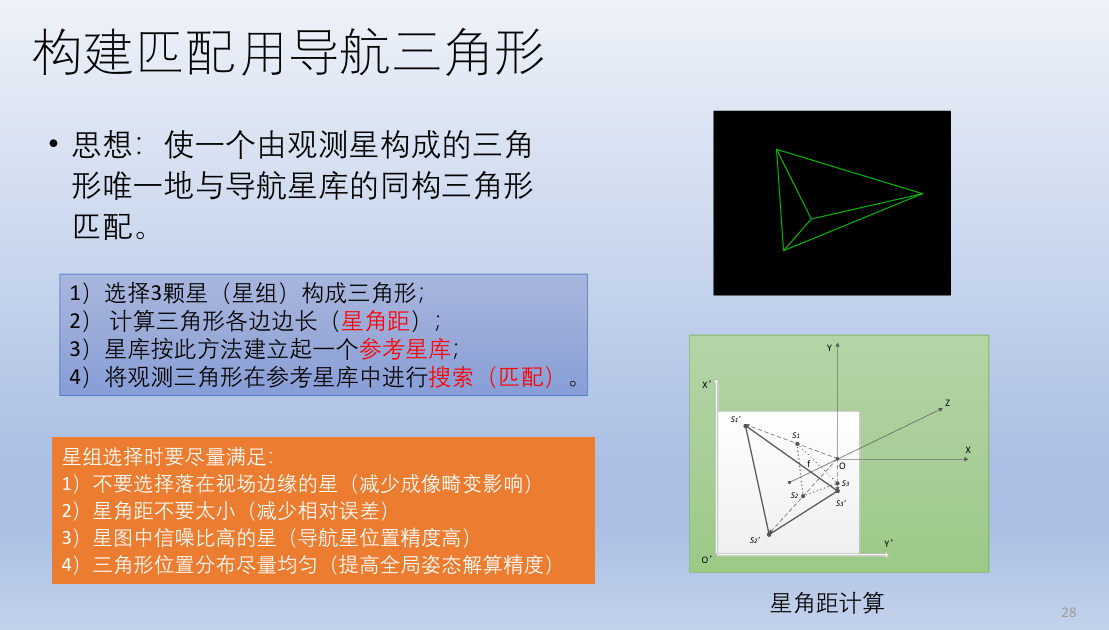 构建匹配用导航三角形
• 思想：使一个由观测星构成的三角
形唯一地与导航星库的同构三角形
匹配。
1）选择3颗星（星组）构成三角形；
2） 计算三角形各边边长（星角距）；
3）星库按此方法建立起一个参考星库；
4）将观测三角形在参考星库中进行搜索（匹配）。
星组选择时要尽量满足：
1）不要选择落在视场边缘的星（减少成像畸变影响）
2）星角距不要太小（减少相对误差）
3）星图中信噪比高的星（导航星位置精度高）
4）三角形位置分布尽量均匀（提高全局姿态解算精度）
Y
X'
Z
S₁'
S₁
X
f
O
S₃
S₂
S₃'
S₂'
Y'
O'
星角距计算
28